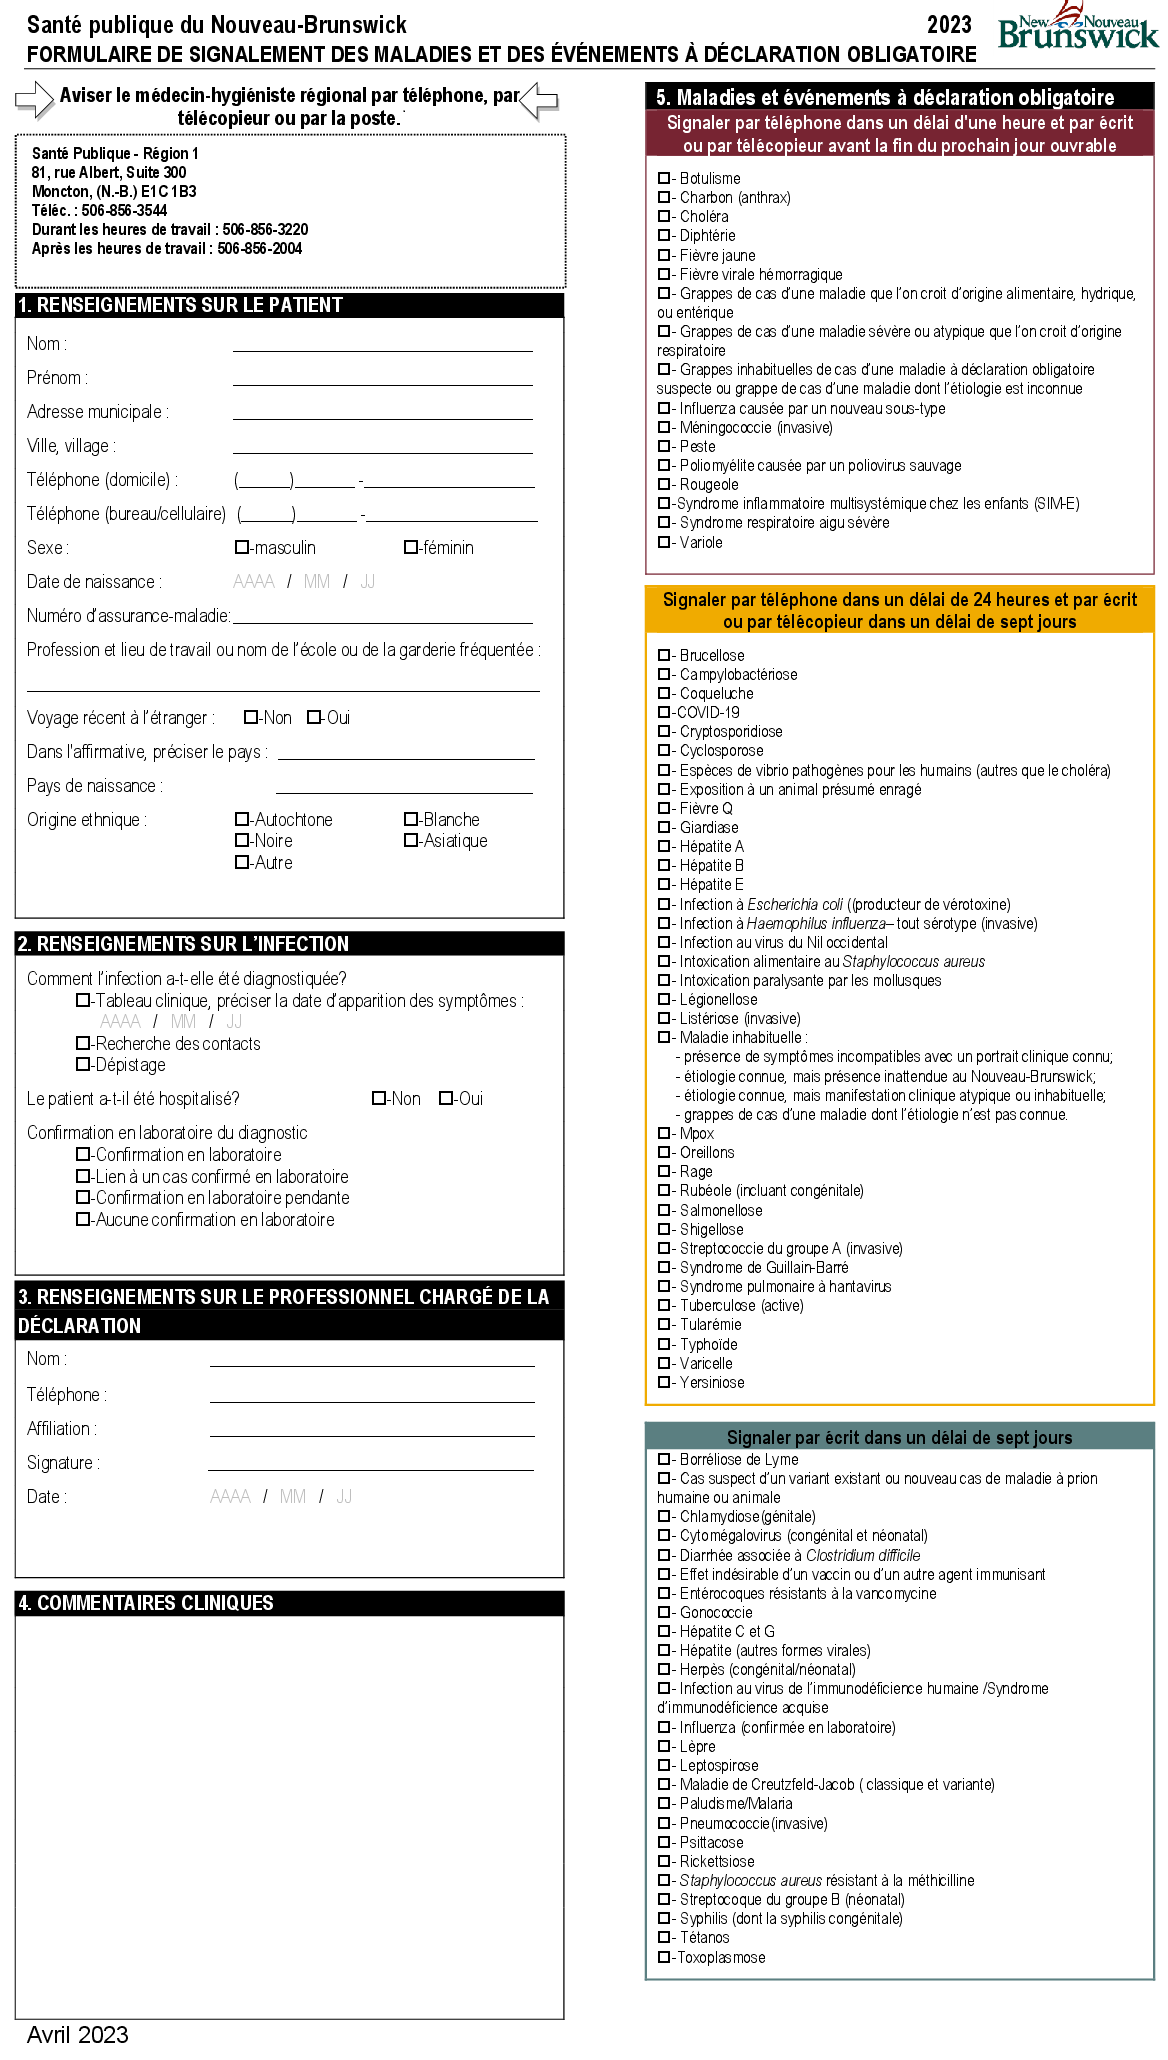 Santé publique du Nouveau-Brunswick
2023
New Nouveau
Brunswick
FORMULAIRE DE SIGNALEMENT DES MALADIES ET DES ÉVÉNEMENTS À DÉCLARATION OBLIGATOIRE
Aviser le médecin-hygiéniste régional par téléphone, par
télécopieur ou par la poste.
Santé Publique - Région 1
81, rue Albert, Suite 300
Moncton, (N.-B.) E1C 1B3
Téléc. : 506-856-3544
Durant les heures de travail : 506-856-3220
Après les heures de travail : 506-856-2004
1. RENSEIGNEMENTS SUR LE PATIENT
Nom :
Prénom :
Adresse municipale :
Ville, village :
Téléphone (domicile) : (______)_______ -____________________
Téléphone (bureau/cellulaire) (______)_______ -____________________
Sexe : ☐-masculin ☐-féminin
Date de naissance : AAAA / MM / JJ
Numéro d’assurance-maladie:
Profession et lieu de travail ou nom de l’école ou de la garderie fréquentée :
Voyage récent à l’étranger : ☐-Non ☐-Oui
Dans l'affirmative, préciser le pays :
Pays de naissance :
Origine ethnique : ☐-Autochtone ☐-Blanche
☐-Noire ☐-Asiatique
☐-Autre
2. RENSEIGNEMENTS SUR L’INFECTION
Comment l’infection a-t-elle été diagnostiquée?
☐-Tableau clinique, préciser la date d’apparition des symptômes :
AAAA / MM / JJ
☐-Recherche des contacts
☐-Dépistage
Le patient a-t-il été hospitalisé? ☐-Non ☐-Oui
Confirmation en laboratoire du diagnostic
☐-Confirmation en laboratoire
☐-Lien à un cas confirmé en laboratoire
☐-Confirmation en laboratoire pendante
☐-Aucune confirmation en laboratoire
3. RENSEIGNEMENTS SUR LE PROFESSIONNEL CHARGÉ DE LA
DÉCLARATION
Nom :
Téléphone :
Affiliation :
Signature :
Date : AAAA / MM / JJ
4. COMMENTAIRES CLINIQUES
Avril 2023
5. Maladies et événements à déclaration obligatoire
Signaler par téléphone dans un délai d'une heure et par écrit
ou par télécopieur avant la fin du prochain jour ouvrable
☐- Botulisme
☐- Charbon (anthrax)
☐- Choléra
☐- Diphtérie
☐- Fièvre jaune
☐- Fièvre virale hémorragique
☐- Grappes de cas d’une maladie que l’on croit d’origine alimentaire, hydrique,
ou entérique
☐- Grappes de cas d’une maladie sévère ou atypique que l’on croit d’origine
respiratoire
☐- Grappes inhabituelles de cas d’une maladie à déclaration obligatoire
suspecte ou grappe de cas d’une maladie dont l’étiologie est inconnue
☐- Influenza causée par un nouveau sous-type
☐- Méningococcie (invasive)
☐- Peste
☐- Poliomyélite causée par un poliovirus sauvage
☐- Rougeole
☐-Syndrome inflammatoire multisystémique chez les enfants (SIM-E)
☐- Syndrome respiratoire aigu sévère
☐- Variole
Signaler par téléphone dans un délai de 24 heures et par écrit
ou par télécopieur dans un délai de sept jours
☐- Brucellose
☐- Campylobactériose
☐- Coqueluche
☐-COVID-19
☐- Cryptosporidiose
☐- Cyclosporose
☐- Espèces de vibrio pathogènes pour les humains (autres que le choléra)
☐- Exposition à un animal présumé enragé
☐- Fièvre Q
☐- Giardiase
☐- Hépatite A
☐- Hépatite B
☐- Hépatite E
☐- Infection à Escherichia coli ((producteur de vérotoxine)
☐- Infection à Haemophilus influenza– tout sérotype (invasive)
☐- Infection au virus du Nil occidental
☐- Intoxication alimentaire au Staphylococcus aureus
☐- Intoxication paralysante par les mollusques
☐- Légionellose
☐- Listériose (invasive)
☐- Maladie inhabituelle :
- présence de symptômes incompatibles avec un portrait clinique connu;
- étiologie connue, mais présence inattendue au Nouveau-Brunswick;
- étiologie connue, mais manifestation clinique atypique ou inhabituelle;
- grappes de cas d’une maladie dont l’étiologie n’est pas connue.
☐- Mpox
☐- Oreillons
☐- Rage
☐- Rubéole (incluant congénitale)
☐- Salmonellose
☐- Shigellose
☐- Streptococcie du groupe A (invasive)
☐- Syndrome de Guillain-Barré
☐- Syndrome pulmonaire à hantavirus
☐- Tuberculose (active)
☐- Tularémie
☐- Typhoïde
☐- Varicelle
☐- Yersiniose
Signaler par écrit dans un délai de sept jours
☐- Borréliose de Lyme
☐- Cas suspect d’un variant existant ou nouveau cas de maladie à prion
humaine ou animale
☐- Chlamydiose(génitale)
☐- Cytomégalovirus (congénital et néonatal)
☐- Diarrhée associée à Clostridium difficile
☐- Effet indésirable d’un vaccin ou d’un autre agent immunisant
☐- Entérocoques résistants à la vancomycine
☐- Gonococcie
☐- Hépatite C et G
☐- Hépatite (autres formes virales)
☐- Herpès (congénital/néonatal)
☐- Infection au virus de l’immunodéficience humaine /Syndrome
d’immunodéficience acquise
☐- Influenza (confirmée en laboratoire)
☐- Lèpre
☐- Leptospirose
☐- Maladie de Creutzfeld-Jacob ( classique et variante)
☐- Paludisme/Malaria
☐- Pneumococcie(invasive)
☐- Psittacose
☐- Rickettsiose
☐- Staphylococcus aureus résistant à la méthicilline
☐- Streptocoque du groupe B (néonatal)
☐- Syphilis (dont la syphilis congénitale)
☐- Tétanos
☐-Toxoplasmose